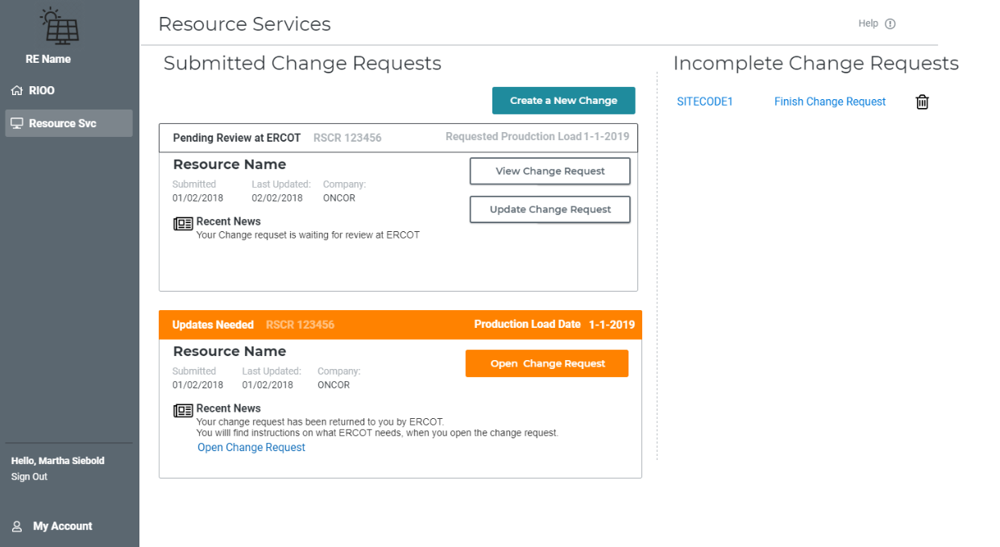 RE Name
RIOO
Resource Svc
Hello, Martha Siebold
Sign Out
My Account
Resource Services
Help
Submitted Change Requests
Create a New Change
Pending Review at ERCOT RSCR 123456 Requested Proudction Load 1-1-2019
Resource Name
View Change Request
Submitted Last Updated: Company:
01/02/2018 02/02/2018 ONCOR
Update Change Request
Recent News
Your Change requset is waiting for review at ERCOT
Updates Needed RSCR 123456 Production Load Date 1-1-2019
Resource Name
Open Change Request
Submitted Last Updated: Company:
01/02/2018 01/02/2018 ONCOR
Recent News
Your change request has been returned to you by ERCOT.
You willl find instructions on what ERCOT needs, when you open the change request.
Open Change Request
Incomplete Change Requests
SITECODE1 Finish Change Request